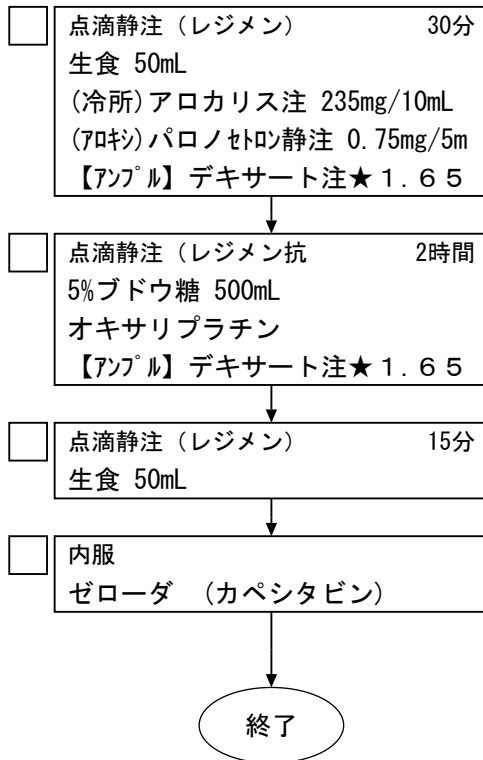 点滴静注（レジメン） 30分
生食 50mL
(冷所)アロカリス注 235mg/10mL
(ｱﾛｷｼ)パロノｾﾄﾛﾝ静注 0.75mg/5m
【ｱﾝﾌﾟﾙ】デキサート注★１.６５
点滴静注（レジメン抗 2時間
5%ブドウ糖 500mL
オキサリプラチン
【ｱﾝﾌﾟﾙ】デキサート注★１.６５
点滴静注（レジメン） 15分
生食 50mL
内服
ゼローダ （カペシタビン）
終了